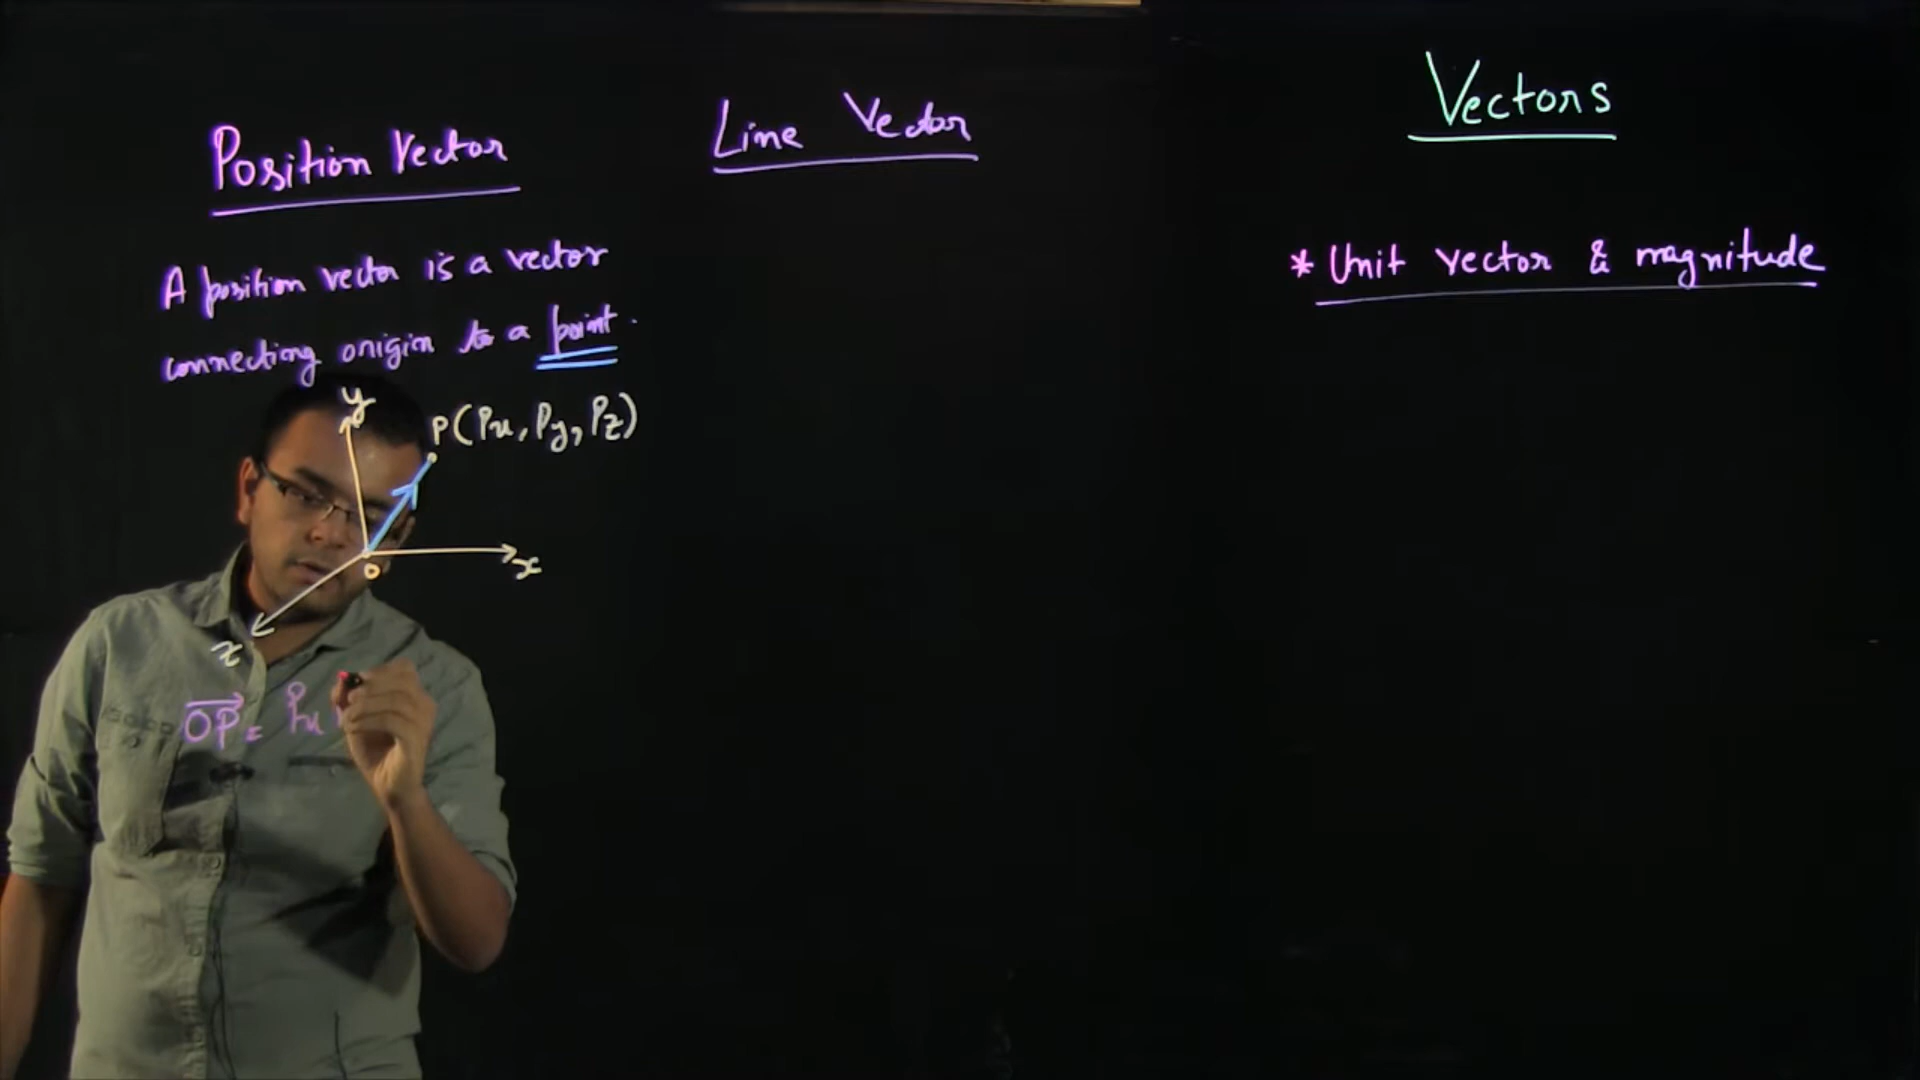 Position Vector
A position vector is a vector
connecting origin to a point.
y
P(Px, Py, Pz)
O
x
x
OP = Px
Line Vector
Vectors
* Unit vector & magnitude